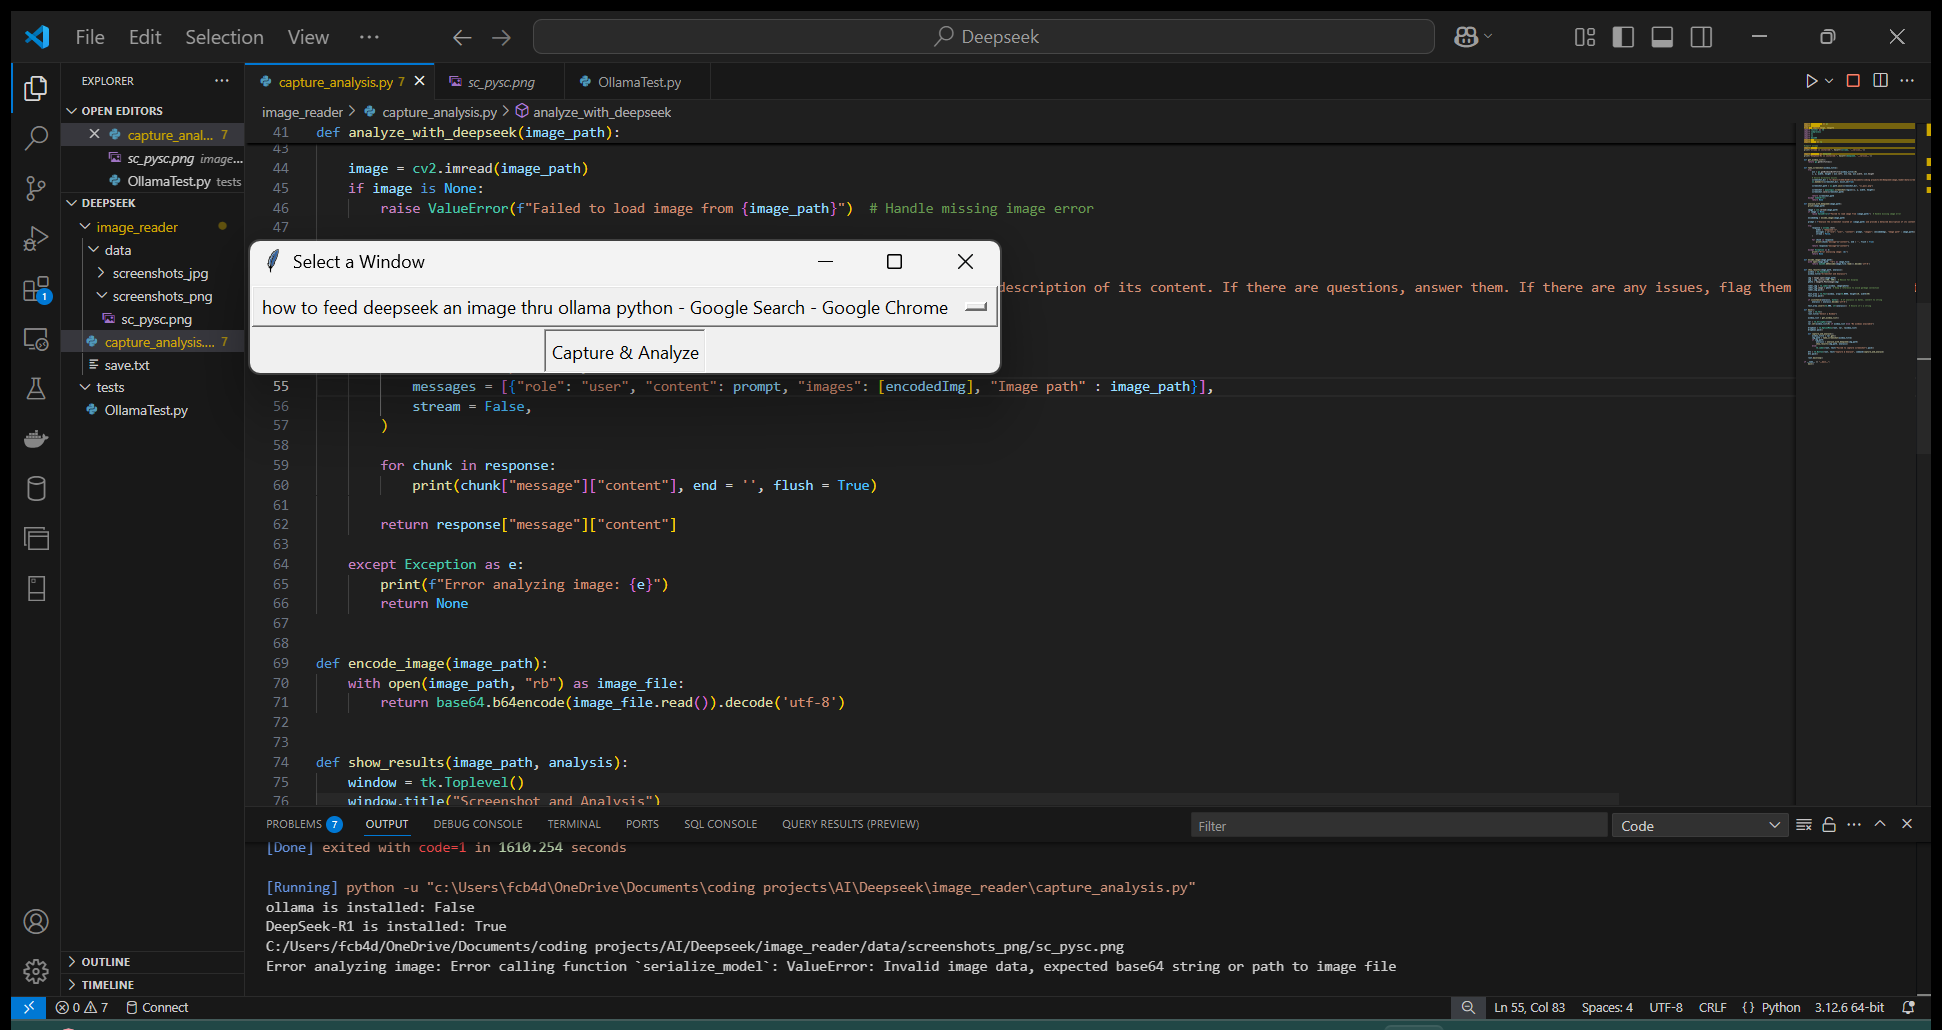 File Edit Selection View ··· Deepseek
EXPLORER ···
OPEN EDITORS
capture_anal... 7
sc_pysc.png image...
OllamaTest.py tests
DEEPSEEK
image_reader
data
screenshots_jpg
screenshots_png
sc_pysc.png
capture_analysis.... 7
save.txt
tests
OllamaTest.py
OUTLINE
TIMELINE
1
capture_analysis.py 7 sc_pysc.png OllamaTest.py
image_reader > capture_analysis.py > analyze_with_deepseek
41 def analyze_with_deepseek(image_path):
43
44 image = cv2.imread(image_path)
45 if image is None:
46 raise ValueError(f"Failed to load image from {image_path}") # Handle missing image error
47
Select a Window
how to feed deepseek an image thru ollama python - Google Search - Google Chrome
Capture & Analyze
description of its content. If there are questions, answer them. If there are any issues, flag them
55 messages = [{"role": "user", "content": prompt, "images": [encodedImg], "Image path" : image_path}],
56 stream = False,
57 )
58
59 for chunk in response:
60 print(chunk["message"]["content"], end = '', flush = True)
61
62 return response["message"]["content"]
63
64 except Exception as e:
65 print(f"Error analyzing image: {e}")
66 return None
67
68
69 def encode_image(image_path):
70 with open(image_path, "rb") as image_file:
71 return base64.b64encode(image_file.read()).decode('utf-8')
72
73
74 def show_results(image_path, analysis):
75 window = tk.Toplevel()
76 window.title("Screenshot and Analysis")
PROBLEMS 7 OUTPUT DEBUG CONSOLE TERMINAL PORTS SQL CONSOLE QUERY RESULTS (PREVIEW) Filter Code
[Done] exited with code=1 in 1610.254 seconds
[Running] python -u "c:\Users\fcb4d\OneDrive\Documents\coding projects\AI\Deepseek\image_reader\capture_analysis.py"
ollama is installed: False
DeepSeek-R1 is installed: True
C:/Users/fcb4d/OneDrive/Documents/coding projects/AI/Deepseek/image_reader/data/screenshots_png/sc_pysc.png
Error analyzing image: Error calling function `serialize_model`: ValueError: Invalid image data, expected base64 string or path to image file
0 7 Connect Ln 55, Col 83 Spaces: 4 UTF-8 CRLF {} Python 3.12.6 64-bit